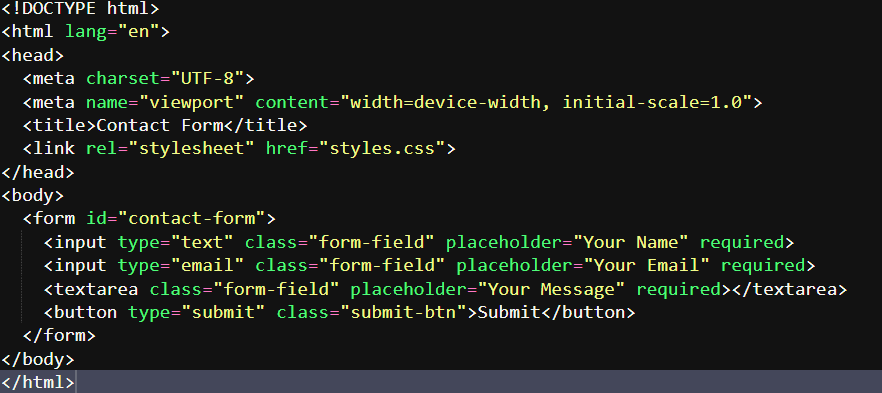 <!DOCTYPE html>
<html lang="en">
<head>
  <meta charset="UTF-8">
  <meta name="viewport" content="width=device-width, initial-scale=1.0">
  <title>Contact Form</title>
  <link rel="stylesheet" href="styles.css">
</head>
<body>
  <form id="contact-form">
    <input type="text" class="form-field" placeholder="Your Name" required>
    <input type="email" class="form-field" placeholder="Your Email" required>
    <textarea class="form-field" placeholder="Your Message" required></textarea>
    <button type="submit" class="submit-btn">Submit</button>
  </form>
</body>
</html>